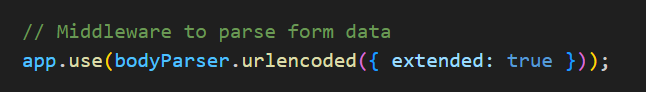 // Middleware to parse form data
app.use(bodyParser.urlencoded({ extended: true }));